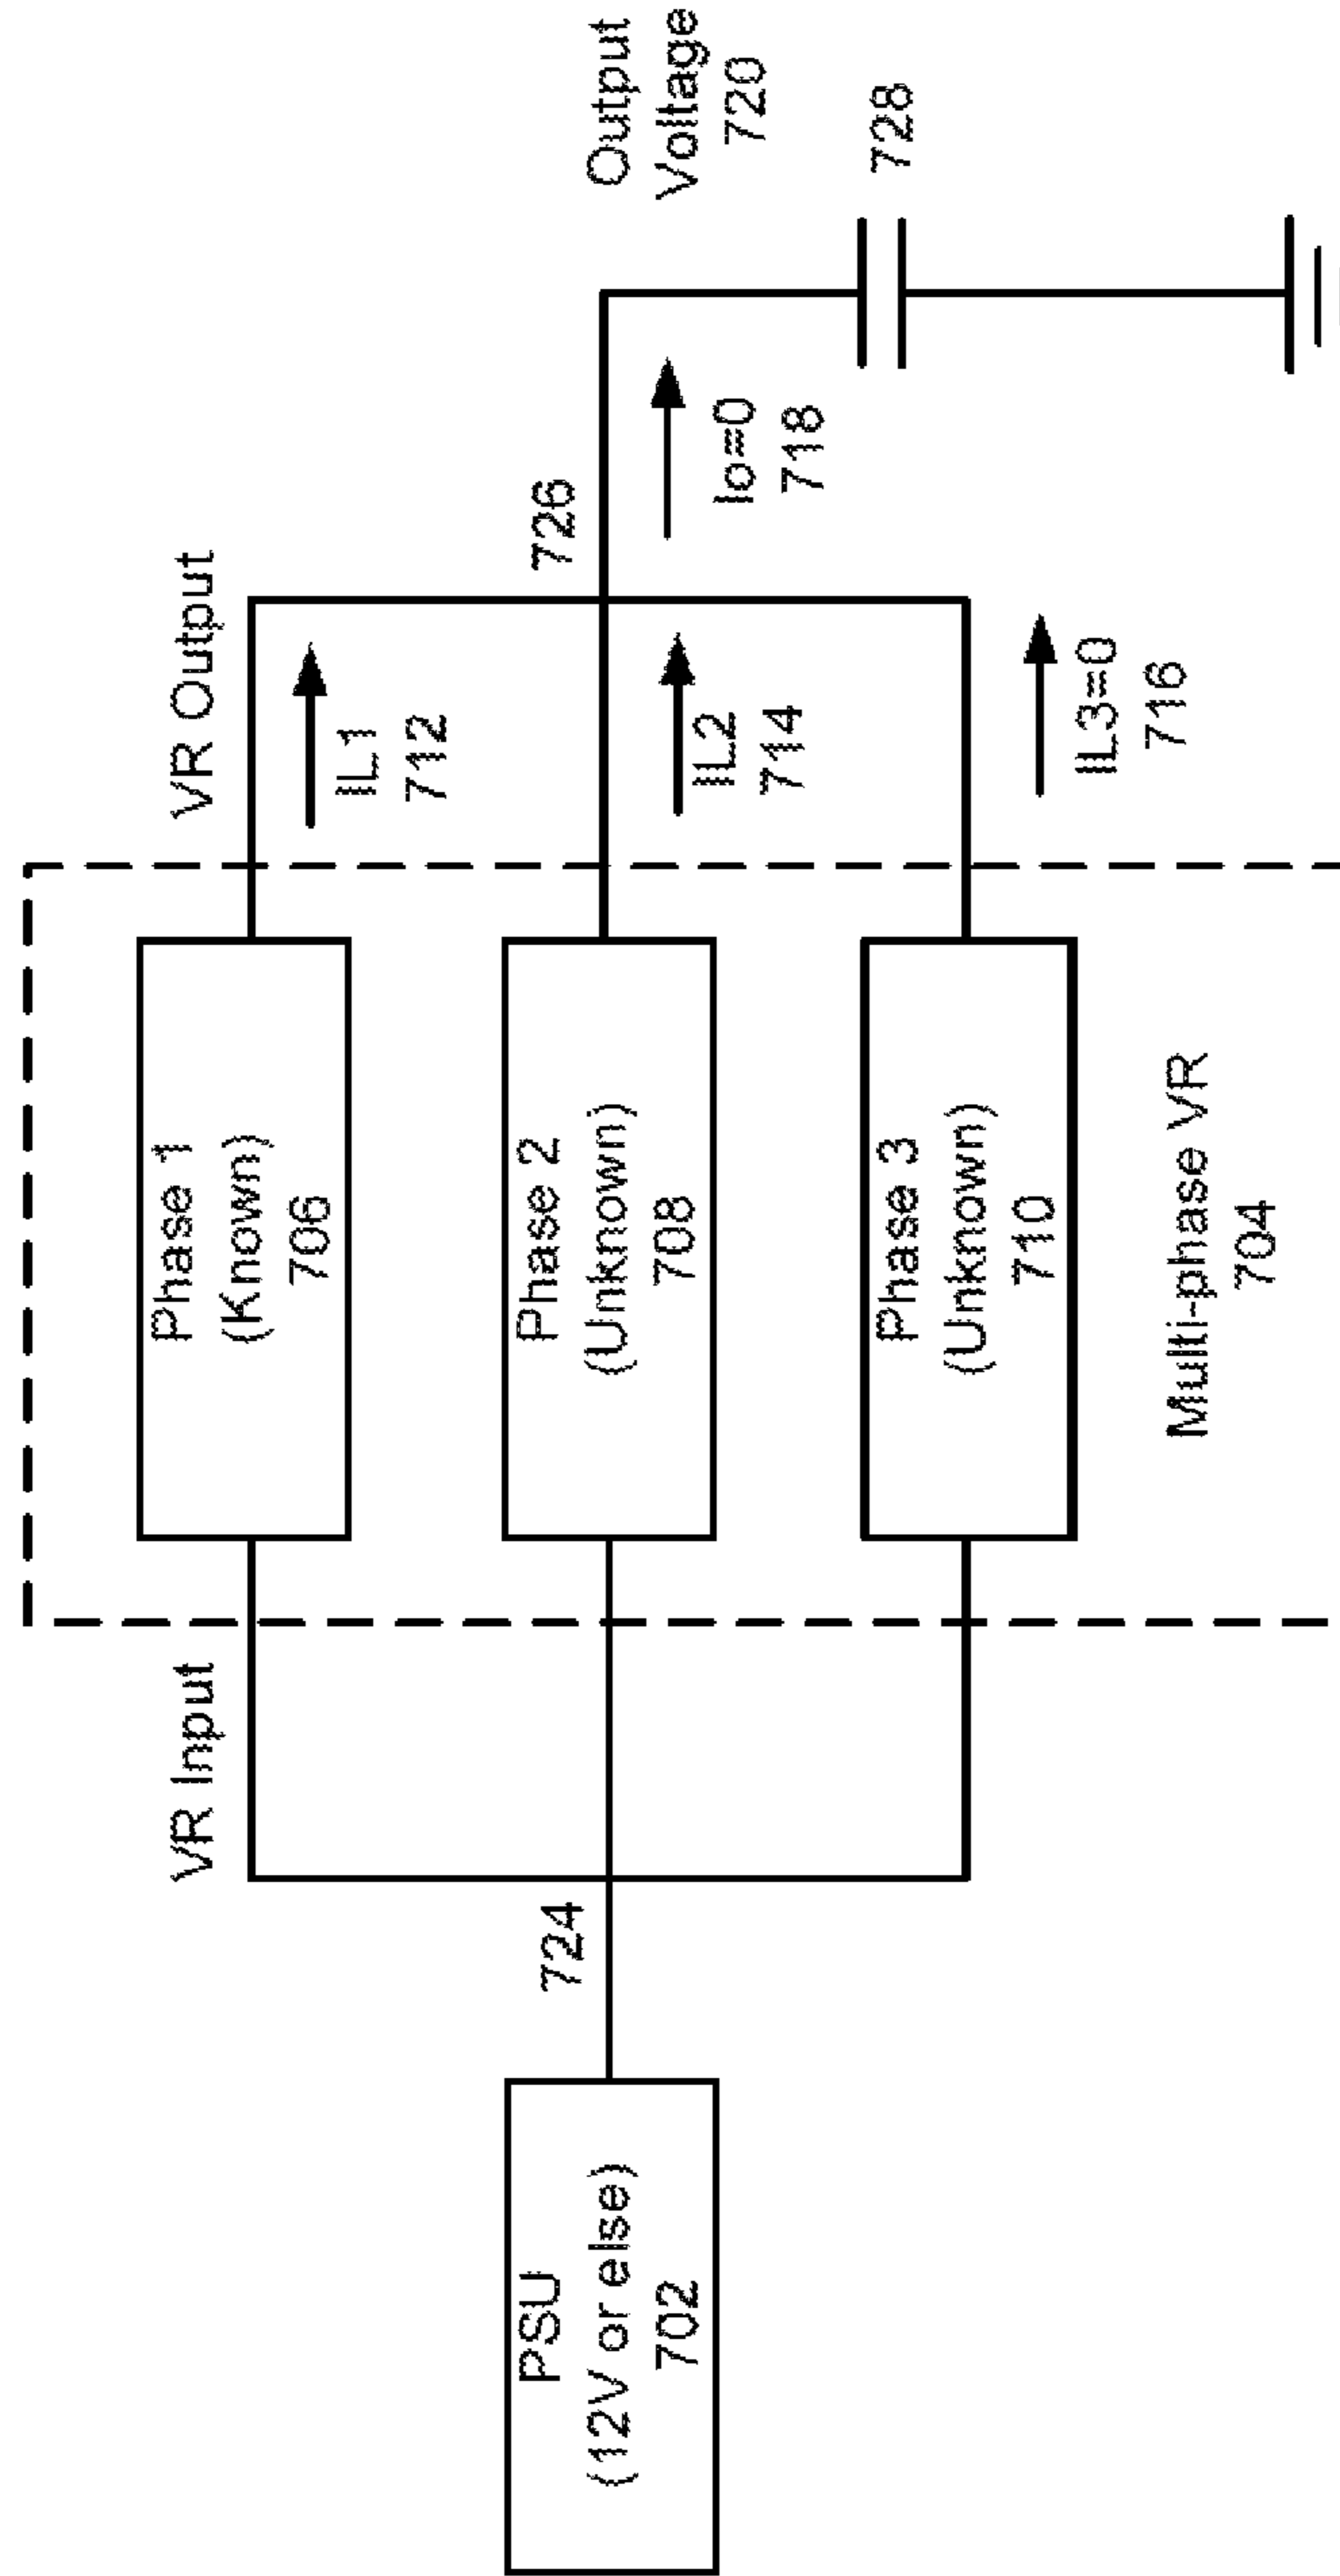 PSU
(12V or else)
702
724
VR Input
Phase 1
(Known)
706
Phase 2
(Unknown)
708
Phase 3
(Unknown)
710
Multi-phase VR
704
VR Output
IL1
712
IL2
714
IL3=0
716
726
Io=0
718
Output
Voltage
720
728